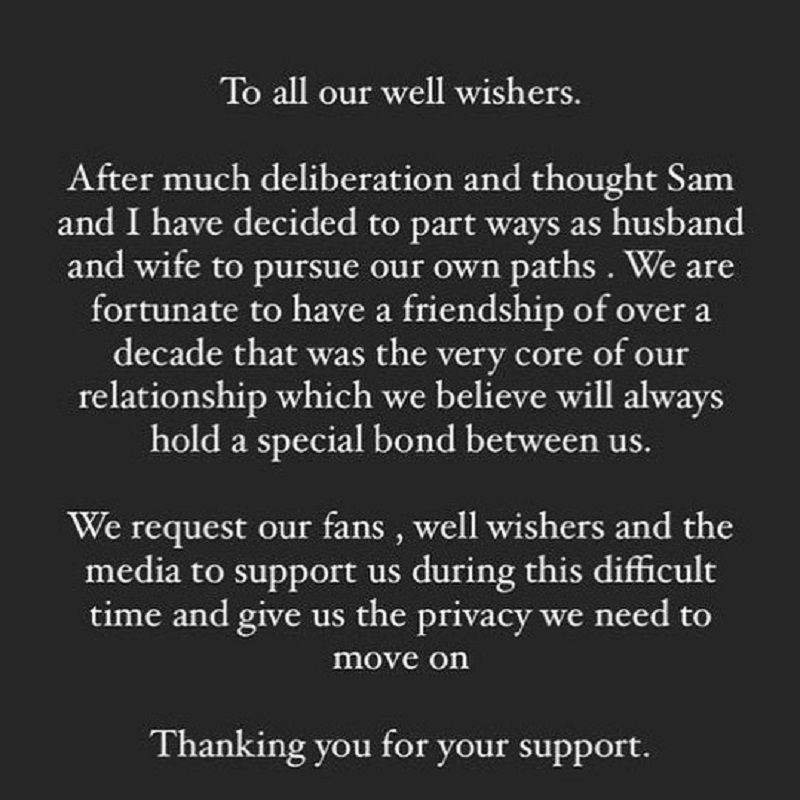 To all our well wishers.
After much deliberation and thought Sam
and I have decided to part ways as husband
and wife to pursue our own paths . We are
fortunate to have a friendship of over a
decade that was the very core of our
relationship which we believe will always
hold a special bond between us.
We request our fans , well wishers and the
media to support us during this difficult
time and give us the privacy we need to
move on
Thanking you for your support.